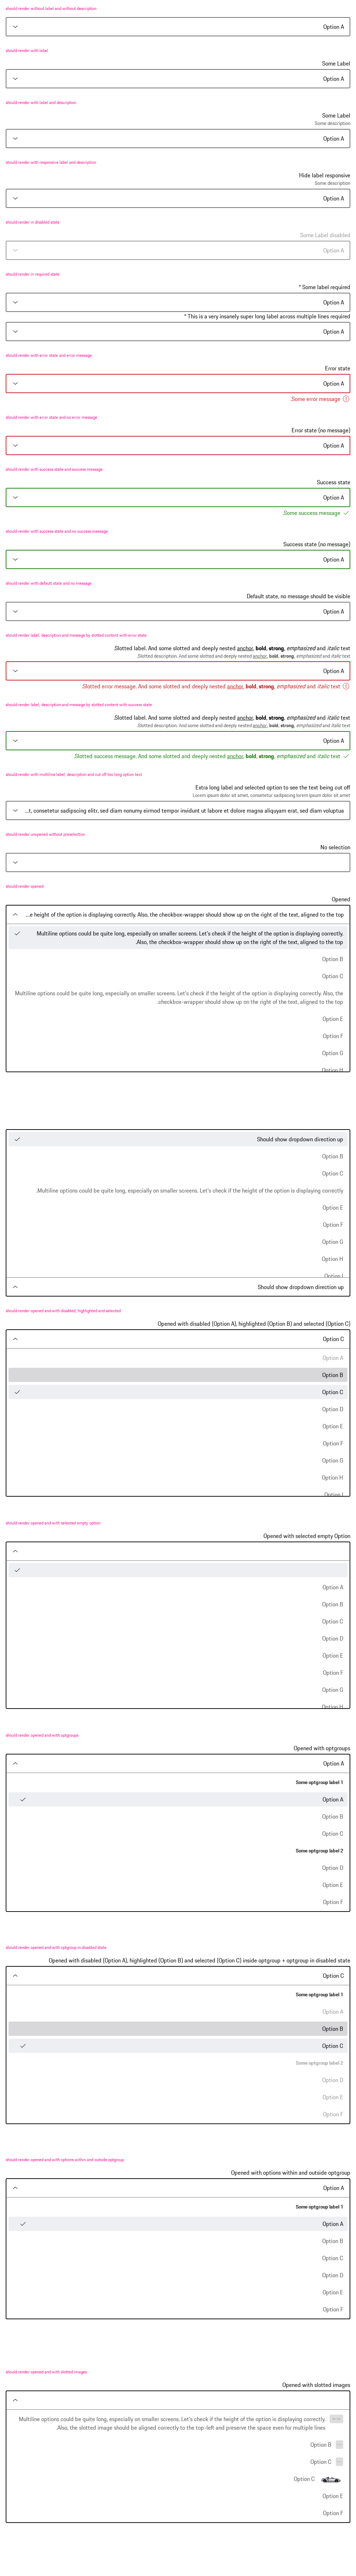 should render without label and without description
Option A
should render with label
Some Label
Option A
should render with label and description
Some Label
Some description
Option A
should render with responsive label and description
Hide label responsive
Some description
Option A
should render in disabled state
Some Label disabled
Option A
should render in required state
* Some label required
Option A
* This is a very insanely super long label across multiple lines required
Option A
should render with error state and error message
Error state
Option A
.Some error message
should render with error state and no error message
Error state (no message)
Option A
should render with success state and success message
Success state
Option A
.Some success message
should render with success state and no success message
Success state (no message)
Option A
should render with default state and no message
Default state, no message should be visible
Option A
should render label, description and message by slotted content with error state
.Slotted label. And some slotted and deeply nested anchor, bold, strong, emphasized and italic text
.Slotted description. And some slotted and deeply nested anchor, bold, strong, emphasized and italic text
Option A
.Slotted error message. And some slotted and deeply nested anchor, bold, strong, emphasized and italic text
should render label, description and message by slotted content with success state
.Slotted label. And some slotted and deeply nested anchor, bold, strong, emphasized and italic text
.Slotted description. And some slotted and deeply nested anchor, bold, strong, emphasized and italic text
Option A
.Slotted success message. And some slotted and deeply nested anchor, bold, strong, emphasized and italic text
should render with multiline label, description and cut off too long option text
Extra long label and selected option to see the text being cut off
Lorem ipsum dolor sit amet, consetetur sadipscing lorem ipsum dolor sit amet
...t, consetetur sadipscing elitr, sed diam nonumy eirmod tempor invidunt ut labore et dolore magna aliquyam erat, sed diam voluptua
should render unopened without preselection
No selection
should render opened
Opened
...e height of the option is displaying correctly. Also, the checkbox-wrapper should show up on the right of the text, aligned to the top
Multiline options could be quite long, especially on smaller screens. Let's check if the height of the option is displaying correctly.
.Also, the checkbox-wrapper should show up on the right of the text, aligned to the top
Option B
Option C
Multiline options could be quite long, especially on smaller screens. Let's check if the height of the option is displaying correctly. Also, the
.checkbox-wrapper should show up on the right of the text, aligned to the top
Option E
Option F
Option G
Option H
Should show dropdown direction up
Option B
Option C
.Multiline options could be quite long, especially on smaller screens. Let's check if the height of the option is displaying correctly
Option E
Option F
Option G
Option H
Option I
Should show dropdown direction up
should render opened and with disabled, highlighted and selected
Opened with disabled (Option A), highlighted (Option B) and selected (Option C)
Option C
Option A
Option B
Option C
Option D
Option E
Option F
Option G
Option H
Option I
should render opened and with selected empty option
Opened with selected empty Option
Option A
Option B
Option C
Option D
Option E
Option F
Option G
Option H
should render opened and with optgroups
Opened with optgroups
Option A
Some optgroup label 1
Option A
Option B
Option C
Some optgroup label 2
Option D
Option E
Option F
should render opened and with optgroup in disabled state
Opened with disabled (Option A), highlighted (Option B) and selected (Option C) inside optgroup + optgroup in disabled state
Option C
Some optgroup label 1
Option A
Option B
Option C
Some optgroup label 2
Option D
Option E
Option F
should render opened and with options within and outside optgroup
Opened with options within and outside optgroup
Option A
Some optgroup label 1
Option A
Option B
Option C
Option D
Option E
Option F
should render opened and with slotted images
Opened with slotted images
Multiline options could be quite long, especially on smaller screens. Let's check if the height of the option is displaying correctly.
.Also, the slotted image should be aligned correctly to the top-left and preserve the space even for multiple lines
Option B
Option C
Option C
Option E
Option F